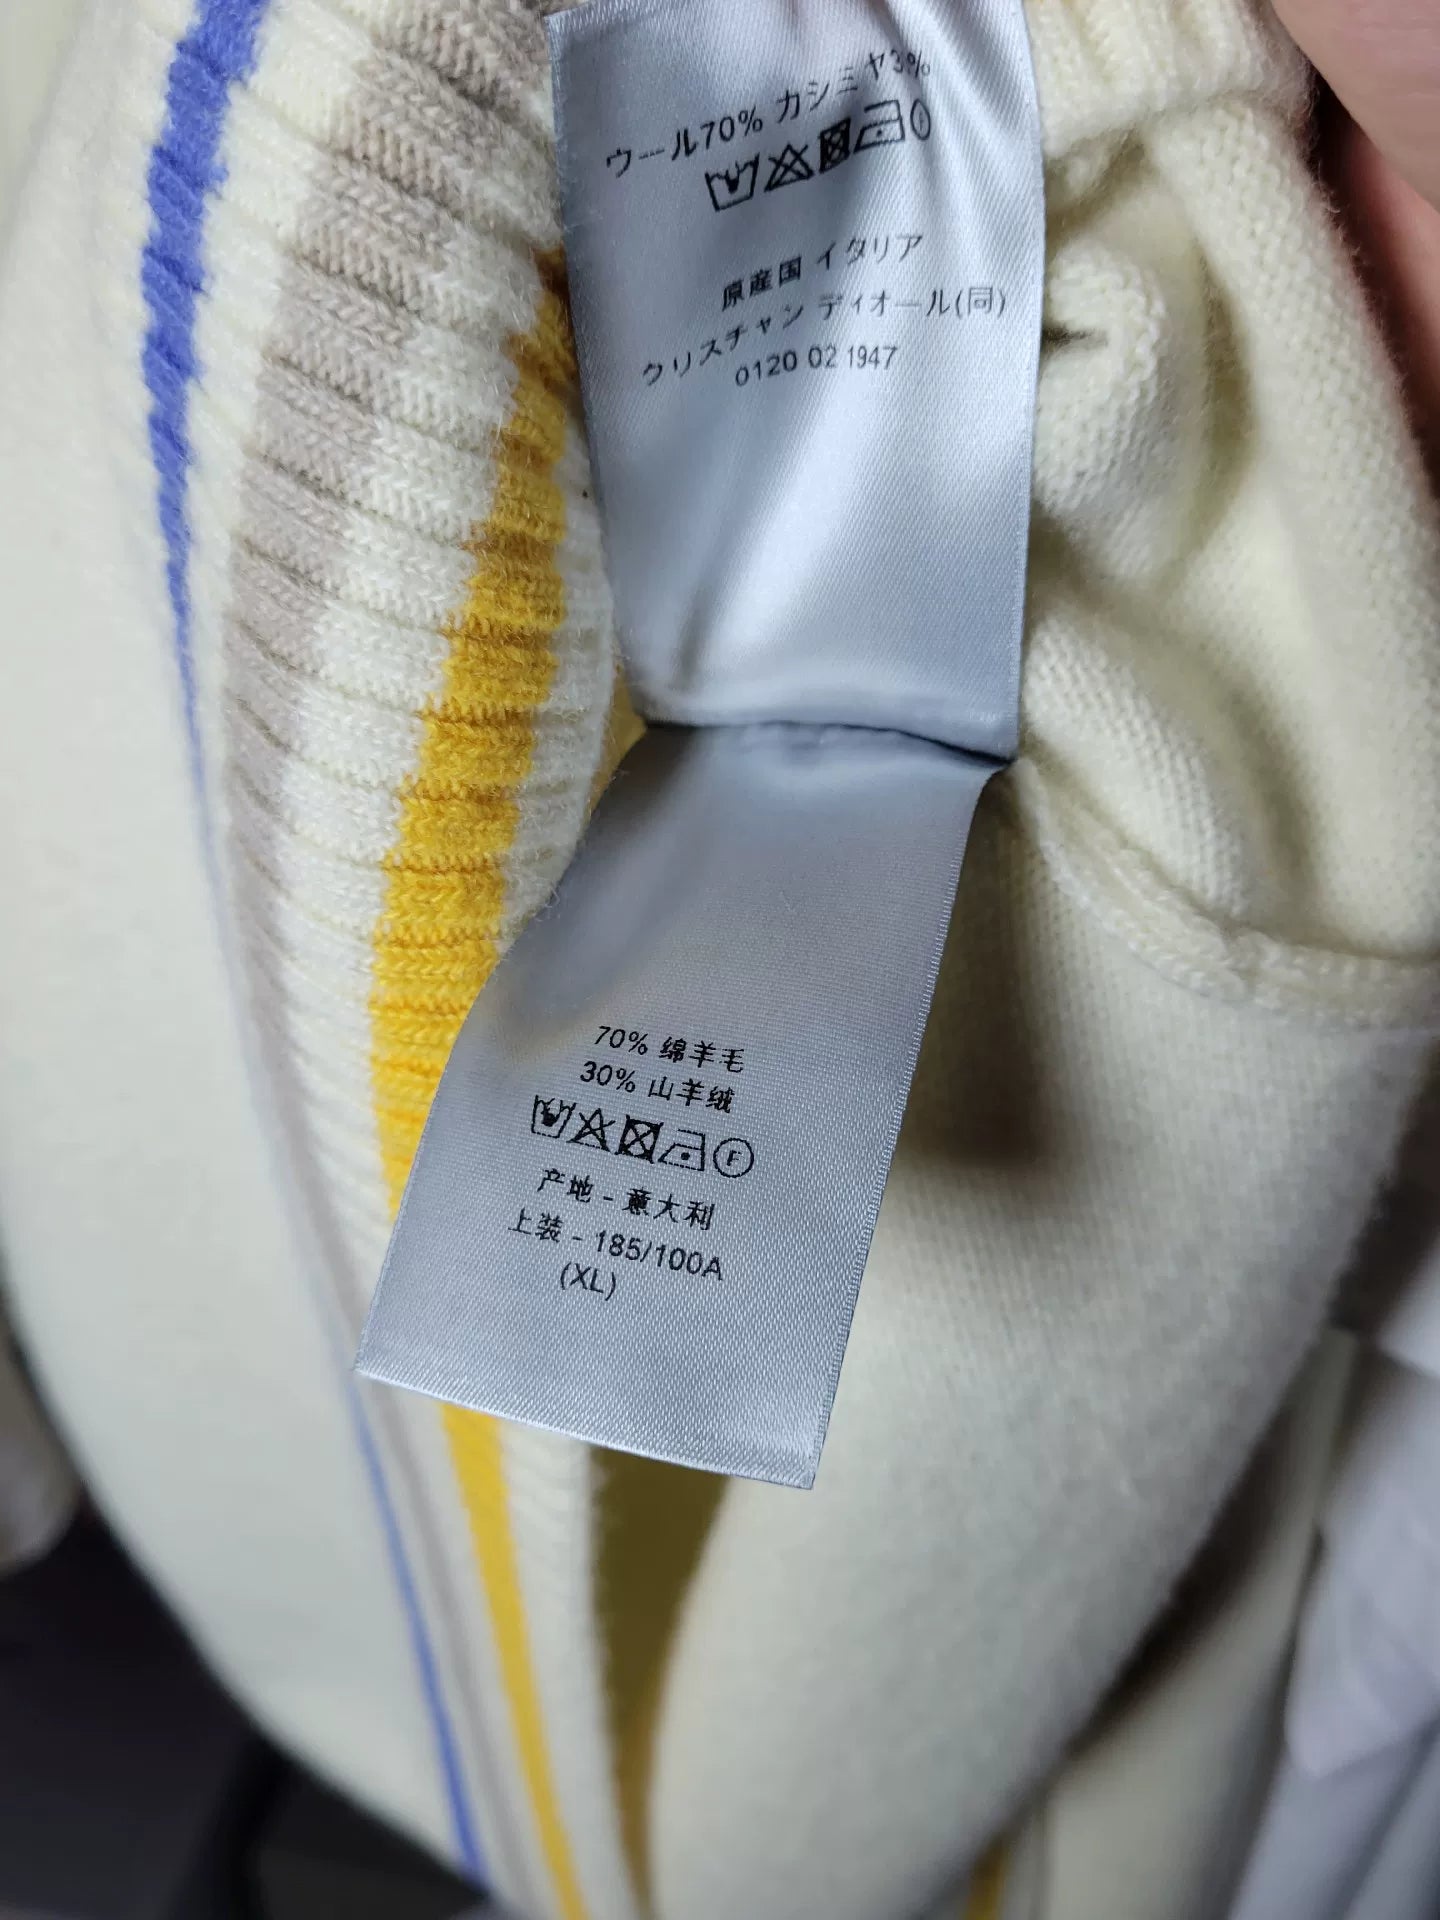 ウール70% カシミヤ3%
原産国 イタリア
クリスチャン ディオール(同)
0120 02 1947
70% 绵羊毛
30% 山羊绒
F
产地 - 意大利
上装 - 185/100A
(XL)